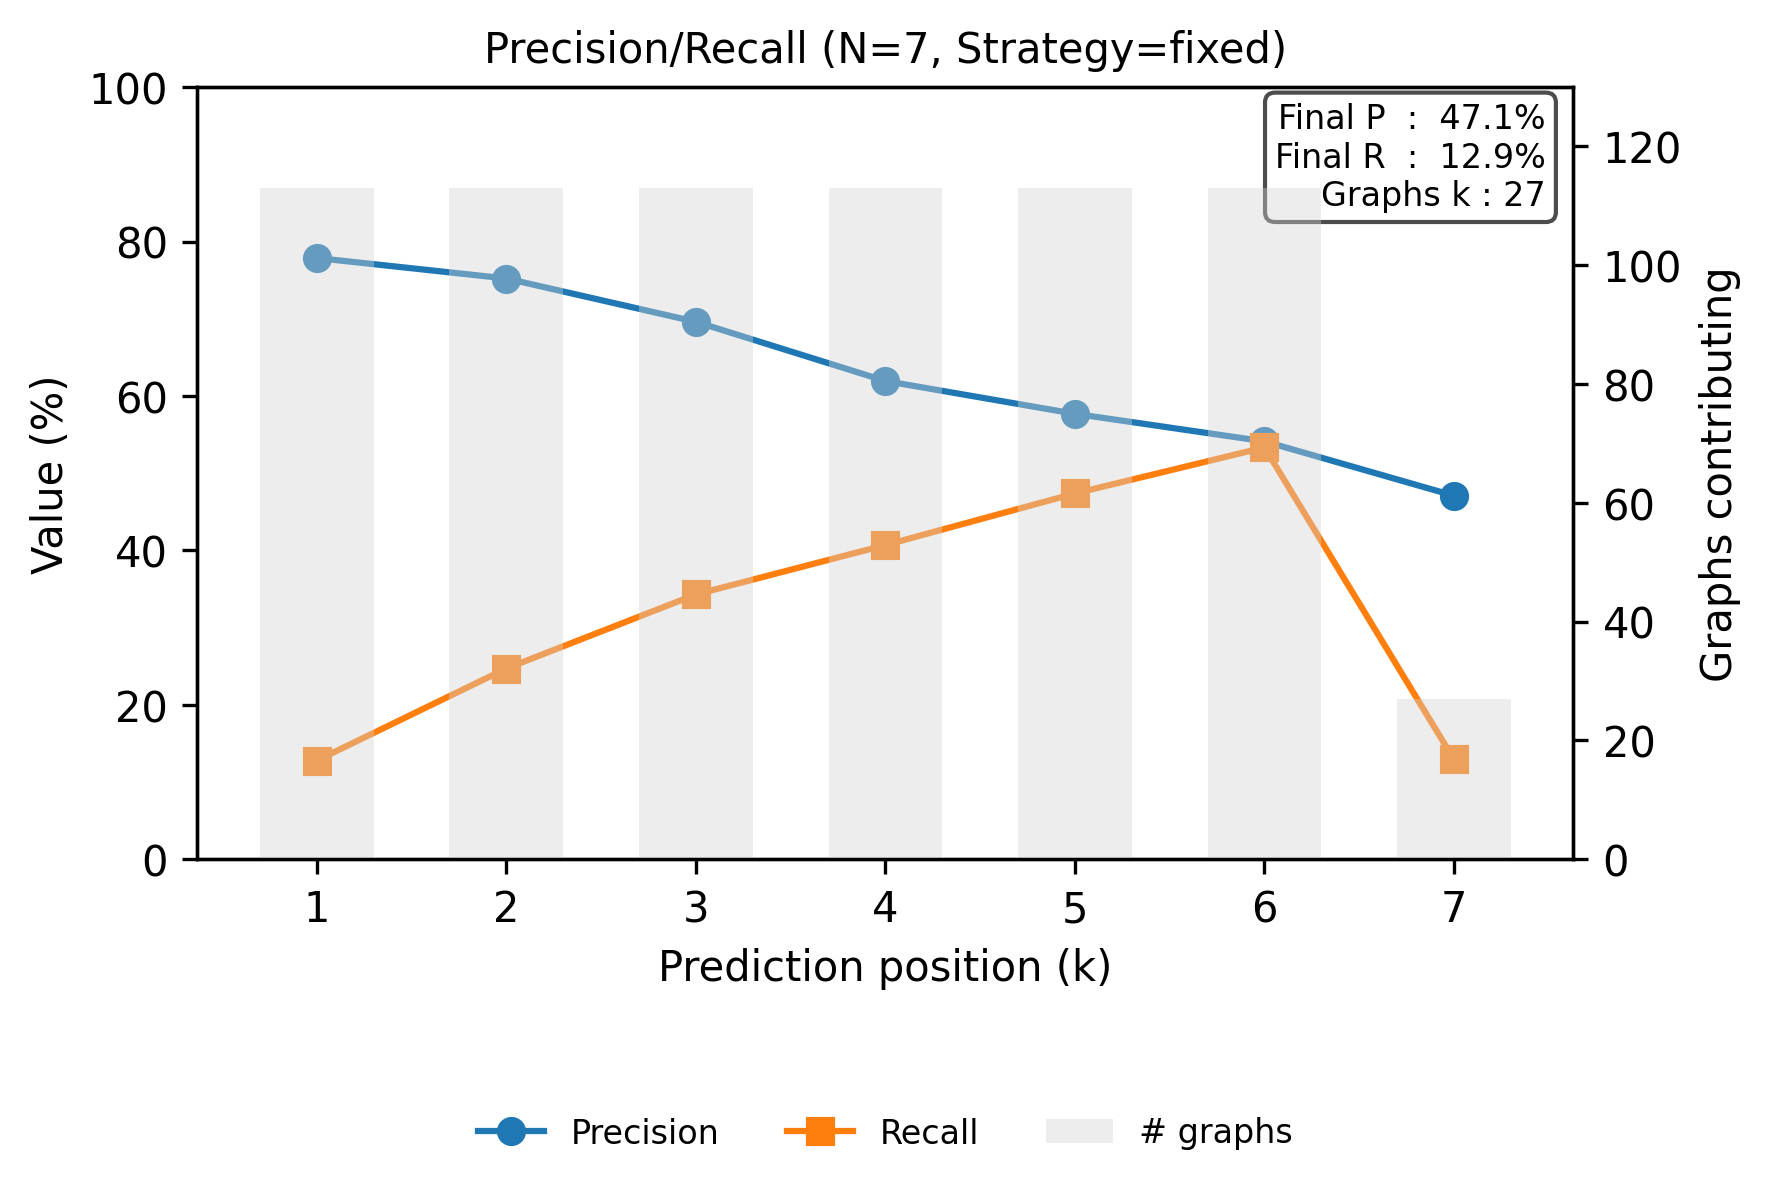 Precision/Recall (N=7, Strategy=fixed)
100
80
60
40
20
0
Value (%)
Final P : 47.1%
Final R : 12.9%
Graphs k : 27
120
100
80
60
40
20
0
Graphs contributing
1 2 3 4 5 6 7
Prediction position (k)
Precision Recall # graphs